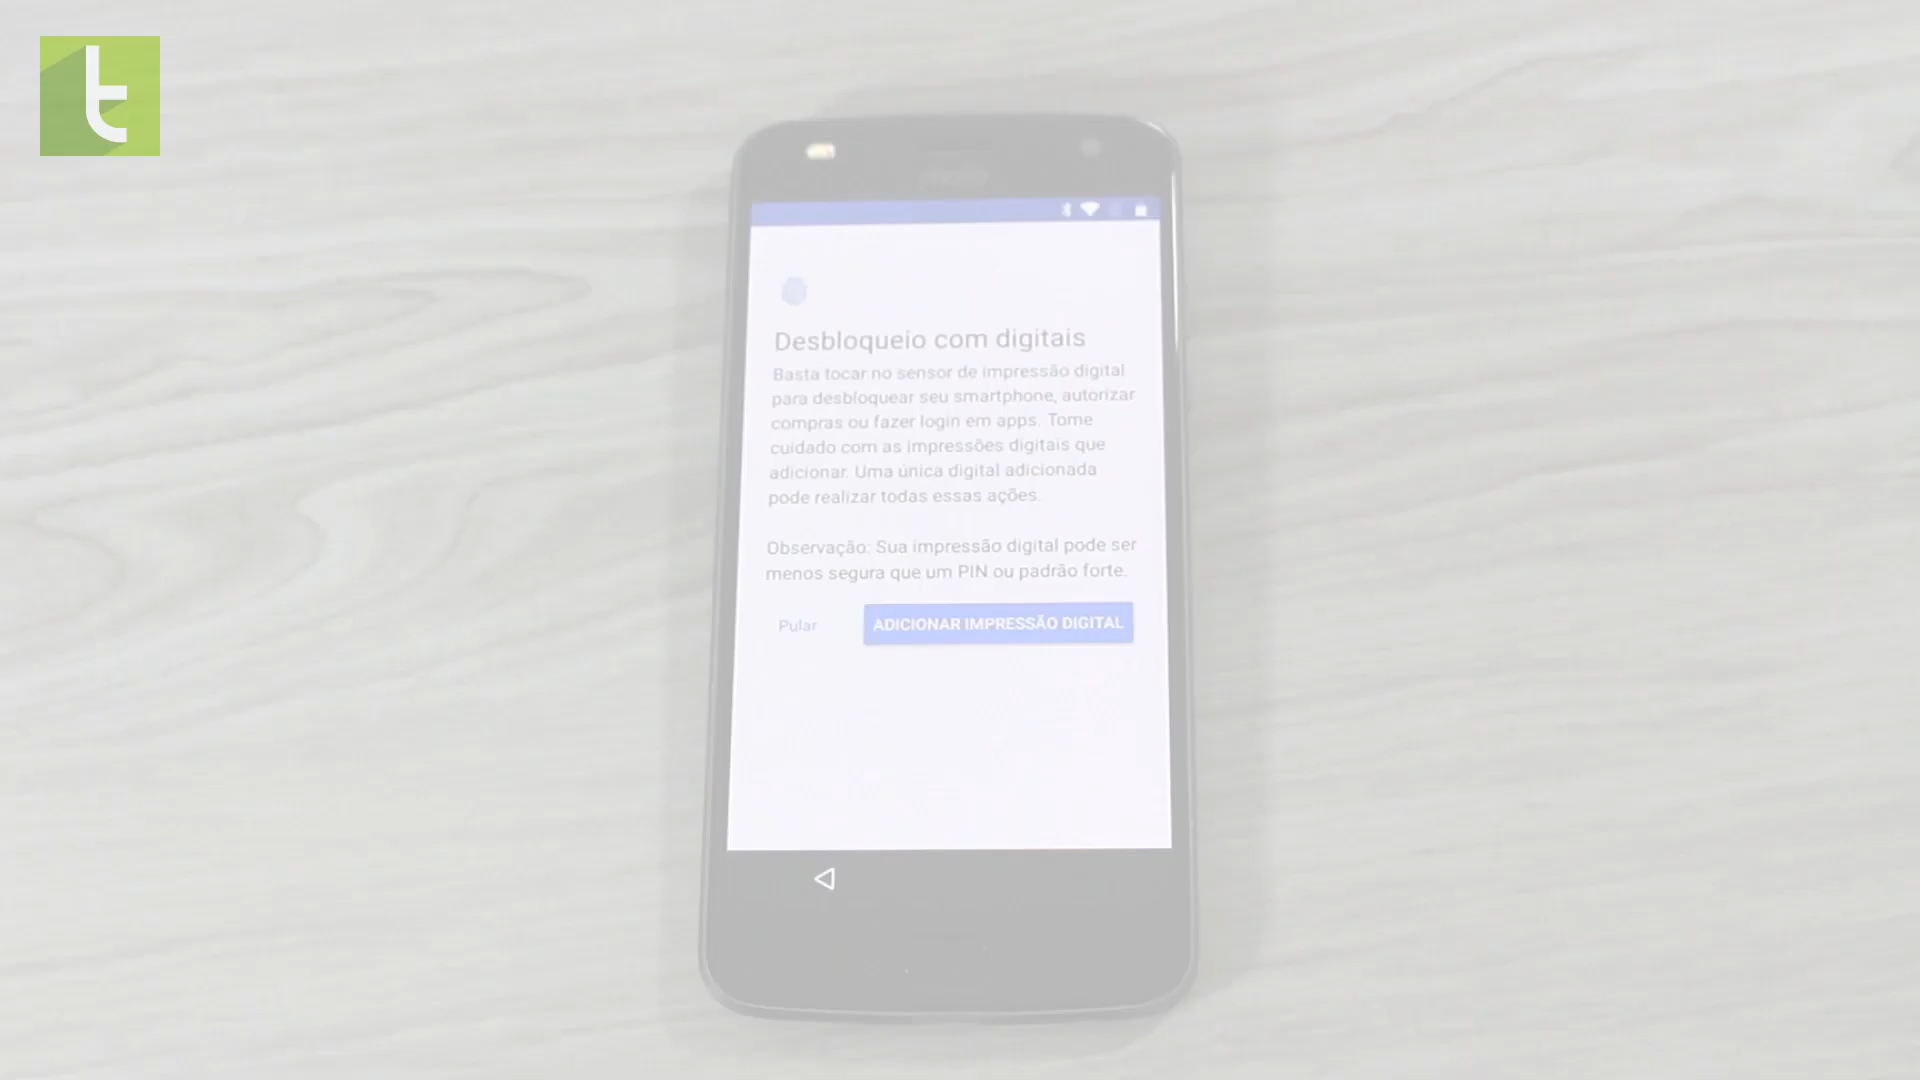 t
Desbloqueio com digitais
Basta tocar no sensor de impressão digital
para desbloquear seu smartphone, autorizar
compras ou fazer login em apps. Tome
cuidado com as impressões digitais que
adicionar. Uma única digital adicionada
pode realizar todas essas ações.
Observação: Sua impressão digital pode ser
menos segura que um PIN ou padrão forte.
Pular
ADICIONAR IMPRESSÃO DIGITAL